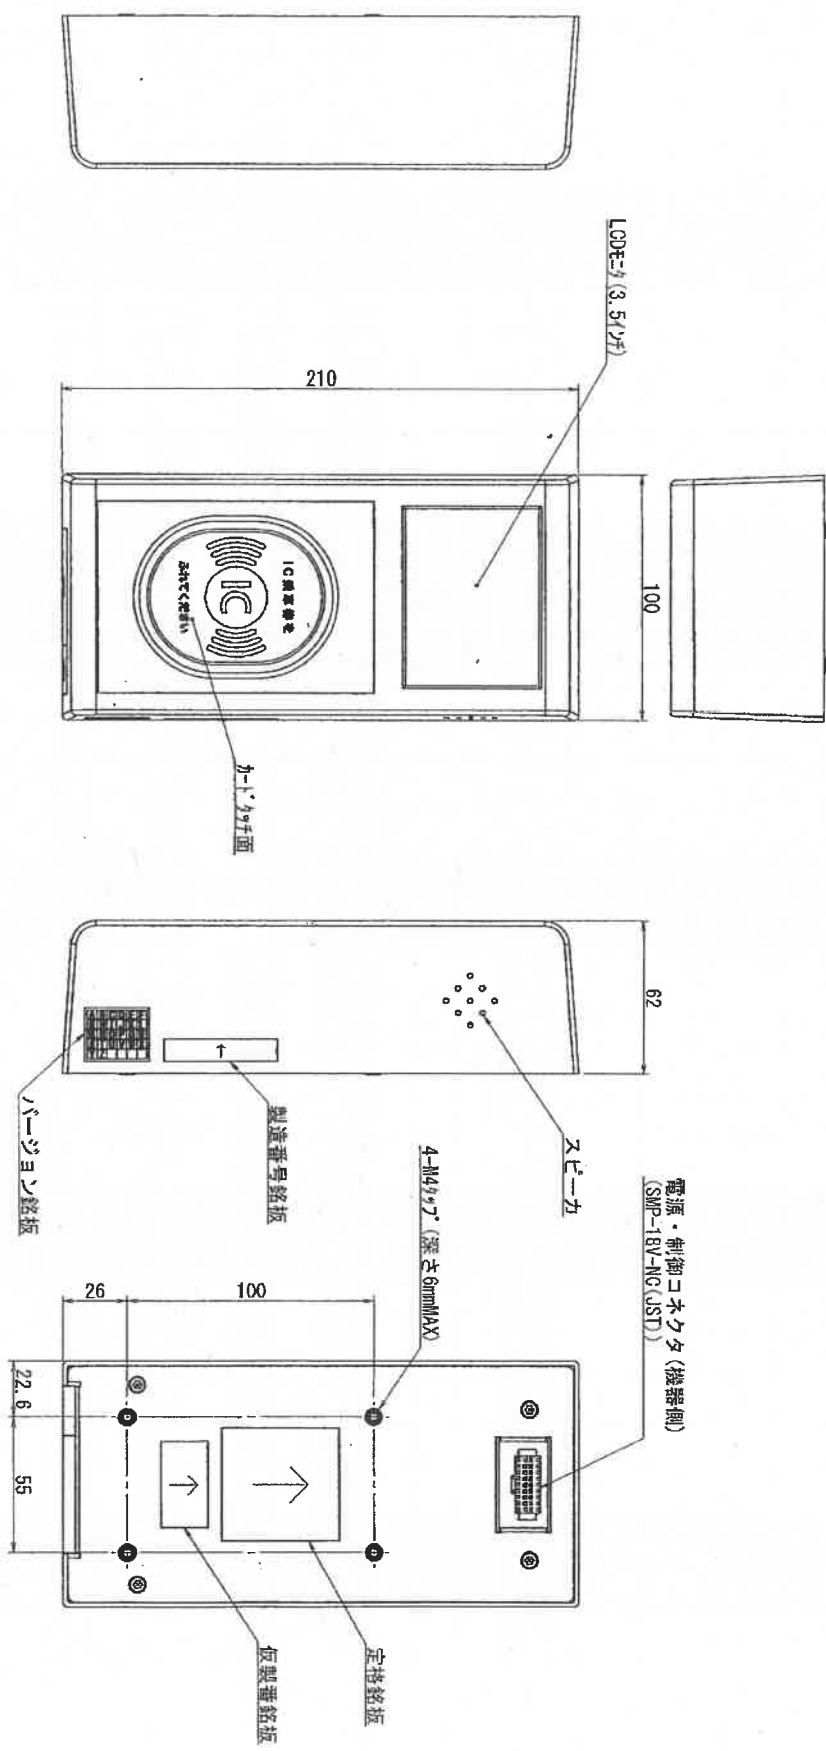 LCDモニタ(3.5インチ)
210
100
IC乗車券を
IC
ふれてください
カードタッチ面
62
スピーカ
製造番号銘板
バージョン銘板
↑
電源・制御コネクタ(機器側)
(SMP-18V-NC(JST))
4-M4タップ(深さ6mmMAX)
26
100
22.6
55
定格銘板
仮製番銘板